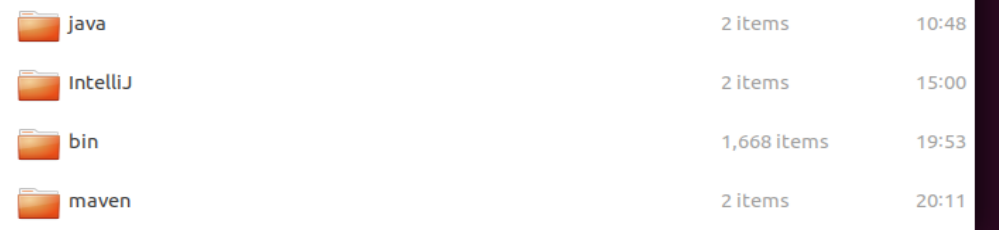 java 2 items 10:48
IntelliJ 2 items 15:00
bin 1,668 items 19:53
maven 2 items 20:11